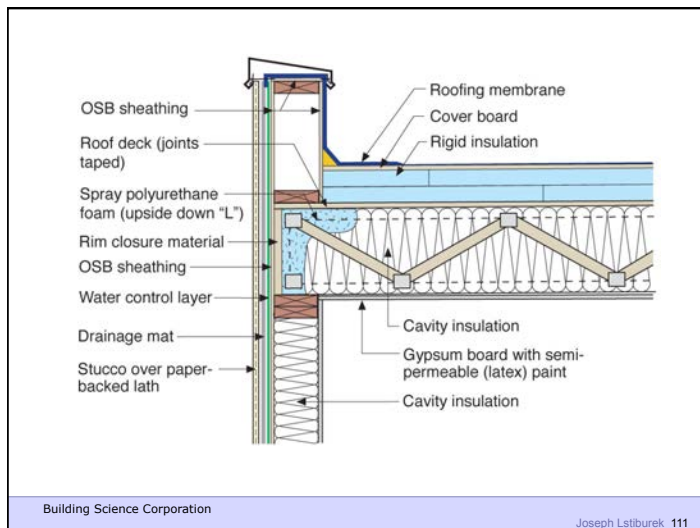 OSB sheathing
Roof deck (joints
taped)
Spray polyurethane
foam (upside down “L”)
Rim closure material
OSB sheathing
Water control layer
Drainage mat
Stucco over paper-
backed lath
Roofing membrane
Cover board
Rigid insulation
Cavity insulation
Gypsum board with semi-
permeable (latex) paint
Cavity insulation
Building Science Corporation
Joseph Lstiburek 111